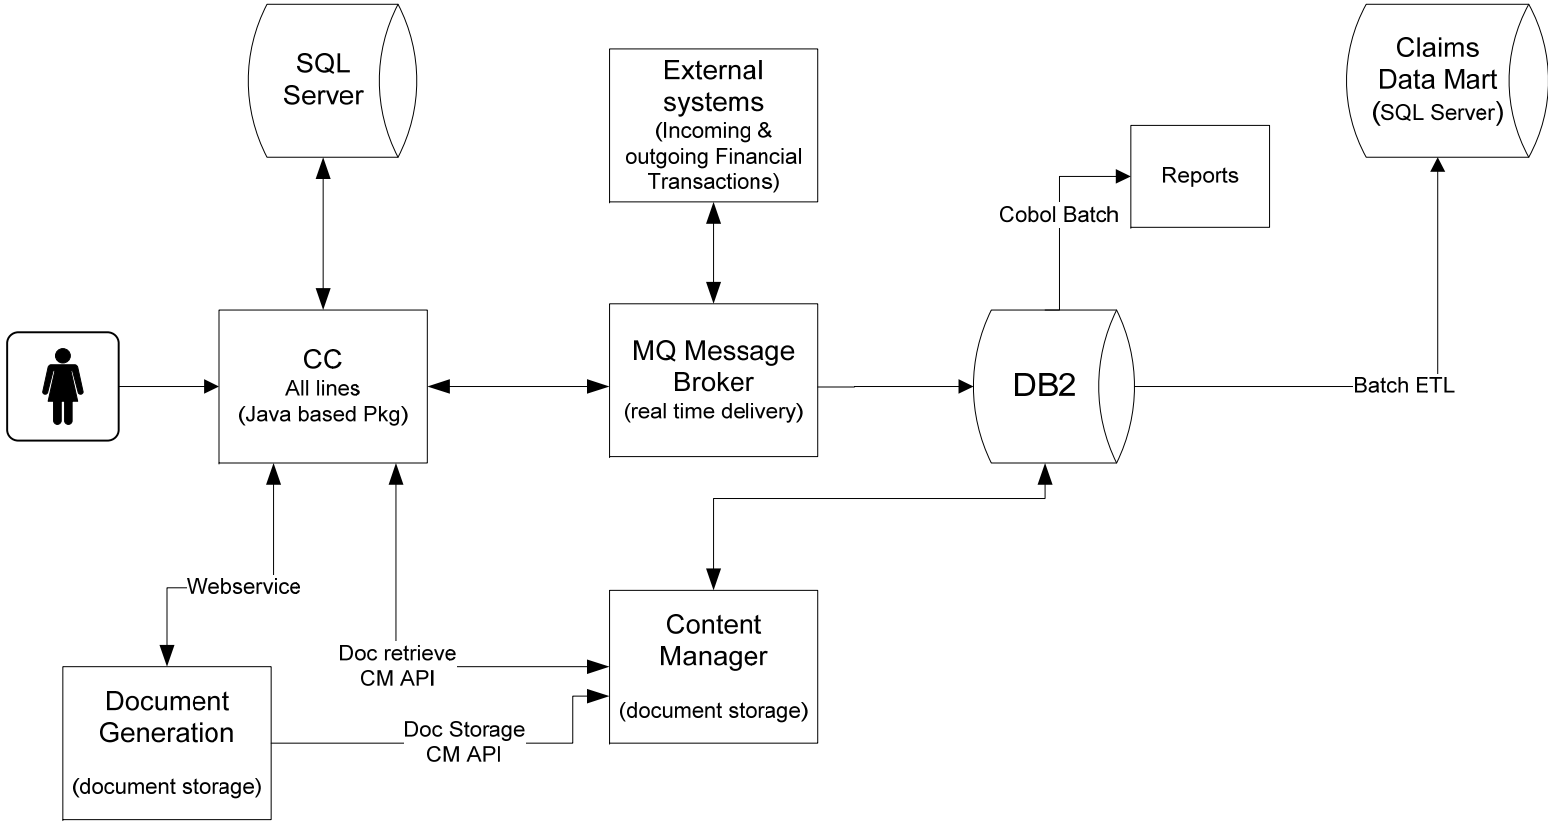 SQL
Server
External
systems
(Incoming &
outgoing Financial
Transactions)
Claims
Data Mart
(SQL Server)
Reports
Cobol Batch
CC
All lines
(Java based Pkg)
MQ Message
Broker
(real time delivery)
DB2
Batch ETL
Webservice
Doc retrieve
CM API
Content
Manager
(document storage)
Document
Generation
(document storage)
Doc Storage
CM API